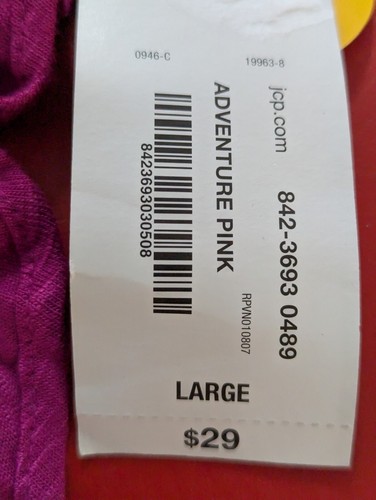 0946-C
19963-8
jcp.com
842-3693 0489
ADVENTURE PINK
RPVN010807
8423693030508
LARGE
$29